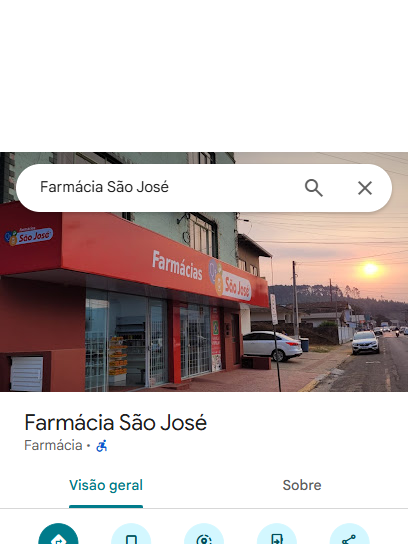 Farmácia São José
São José
Farmácias
São José
Farmácia São José
Farmácia •
Visão geral
Sobre